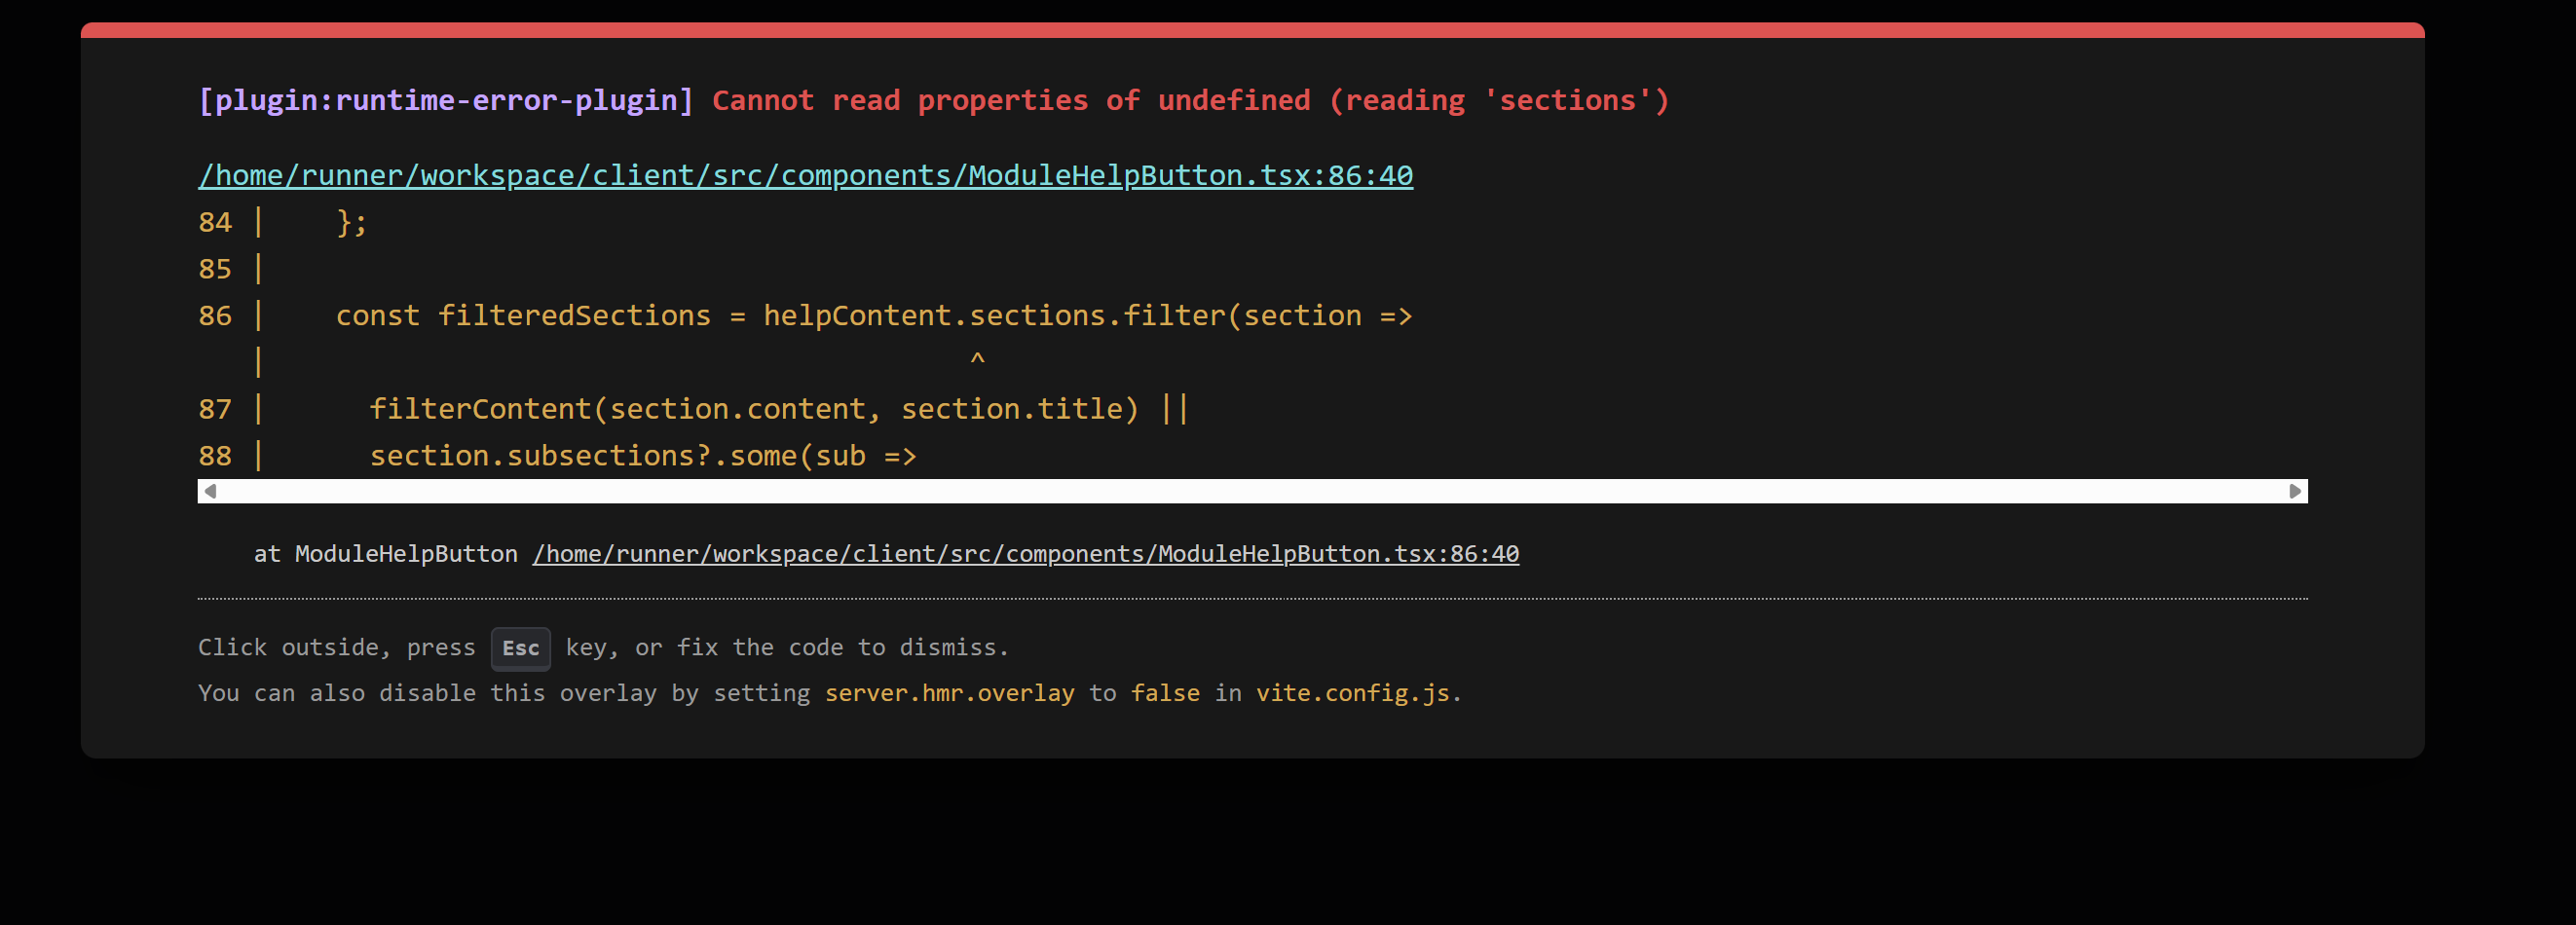 [plugin:runtime-error-plugin] Cannot read properties of undefined (reading 'sections')
/home/runner/workspace/client/src/components/ModuleHelpButton.tsx:86:40
84 |    };
85 |
86 |    const filteredSections = helpContent.sections.filter(section =>
   |                                         ^
87 |      filterContent(section.content, section.title) ||
88 |      section.subsections?.some(sub =>
at ModuleHelpButton /home/runner/workspace/client/src/components/ModuleHelpButton.tsx:86:40
Click outside, press Esc key, or fix the code to dismiss.
You can also disable this overlay by setting server.hmr.overlay to false in vite.config.js.